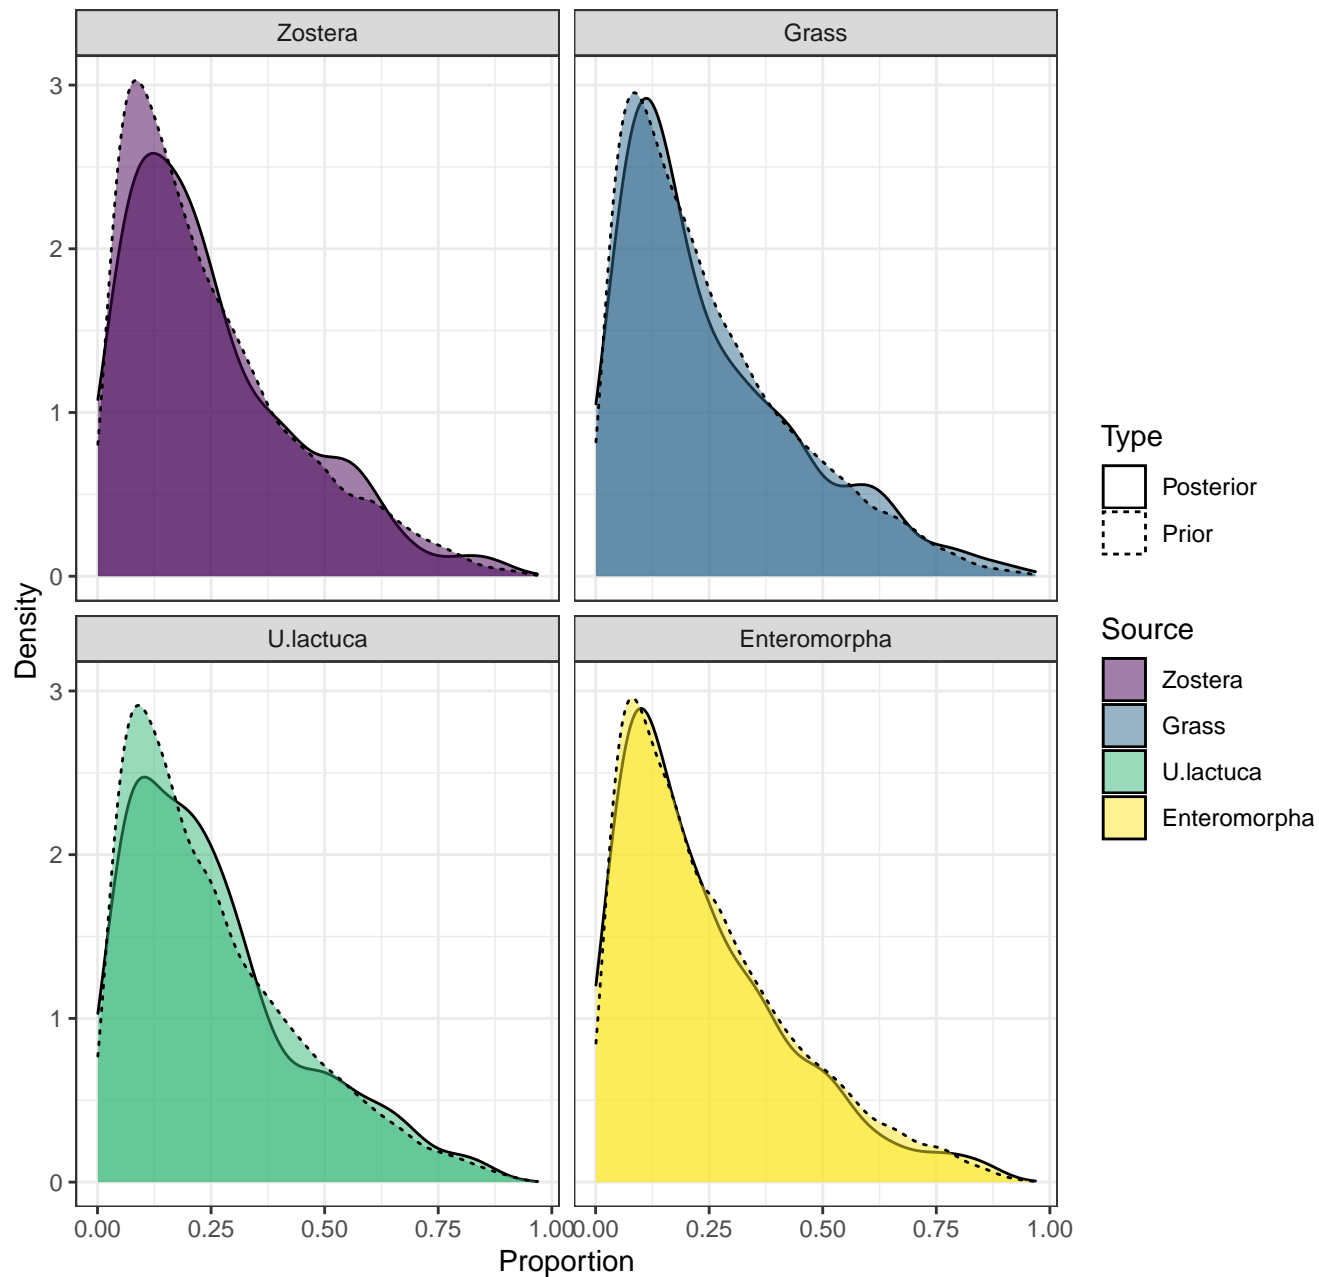 Zostera
Grass
3
2
1
0
Density
U.lactuca
Enteromorpha
3
2
1
0
0.00 0.25 0.50 0.75 1.00
0.00 0.25 0.50 0.75 1.00
Proportion
Type
Posterior
Prior
Source
Zostera
Grass
U.lactuca
Enteromorpha